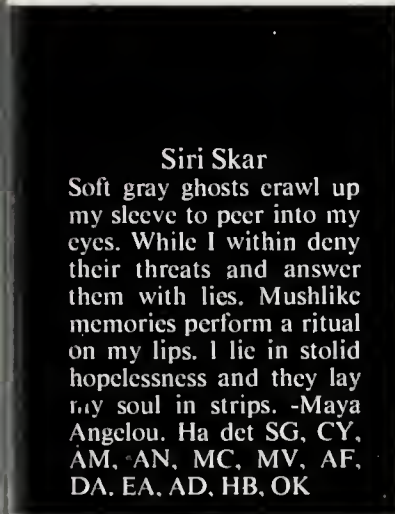 Siri Skar
Soft gray ghosts crawl up
my sleeve to peer into my
eyes. While I within deny
their threats and answer
them with lies. Mushlike
memories perform a ritual
on my lips. I lie in stolid
hopelessness and they lay
my soul in strips. -Maya
Angelou. Ha det SG, CY,
AM, AN, MC, MV, AF,
DA, EA, AD, HB, OK